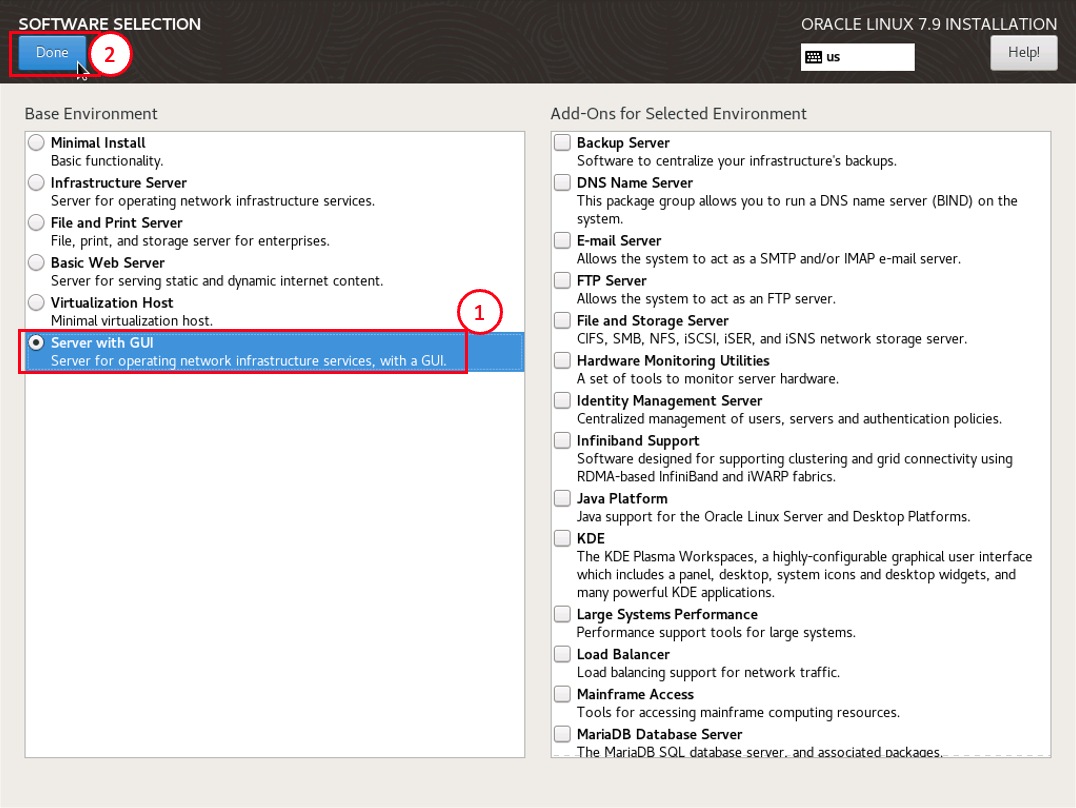 SOFTWARE SELECTION
ORACLE LINUX 7.9 INSTALLATION
Done
2
us
Help!
Base Environment
Minimal Install
Basic functionality.
Infrastructure Server
Server for operating network infrastructure services.
File and Print Server
File, print, and storage server for enterprises.
Basic Web Server
Server for serving static and dynamic internet content.
Virtualization Host
Minimal virtualization host.
1
Server with GUI
Server for operating network infrastructure services, with a GUI.
Add-Ons for Selected Environment
Backup Server
Software to centralize your infrastructure's backups.
DNS Name Server
This package group allows you to run a DNS name server (BIND) on the
system.
E-mail Server
Allows the system to act as a SMTP and/or IMAP e-mail server.
FTP Server
Allows the system to act as an FTP server.
File and Storage Server
CIFS, SMB, NFS, iSCSI, iSER, and iSNS network storage server.
Hardware Monitoring Utilities
A set of tools to monitor server hardware.
Identity Management Server
Centralized management of users, servers and authentication policies.
Infiniband Support
Software designed for supporting clustering and grid connectivity using
RDMA-based InfiniBand and iWARP fabrics.
Java Platform
Java support for the Oracle Linux Server and Desktop Platforms.
KDE
The KDE Plasma Workspaces, a highly-configurable graphical user interface
which includes a panel, desktop, system icons and desktop widgets, and
many powerful KDE applications.
Large Systems Performance
Performance support tools for large systems.
Load Balancer
Load balancing support for network traffic.
Mainframe Access
Tools for accessing mainframe computing resources.
MariaDB Database Server
The MariaDB SQL database server, and associated packages.